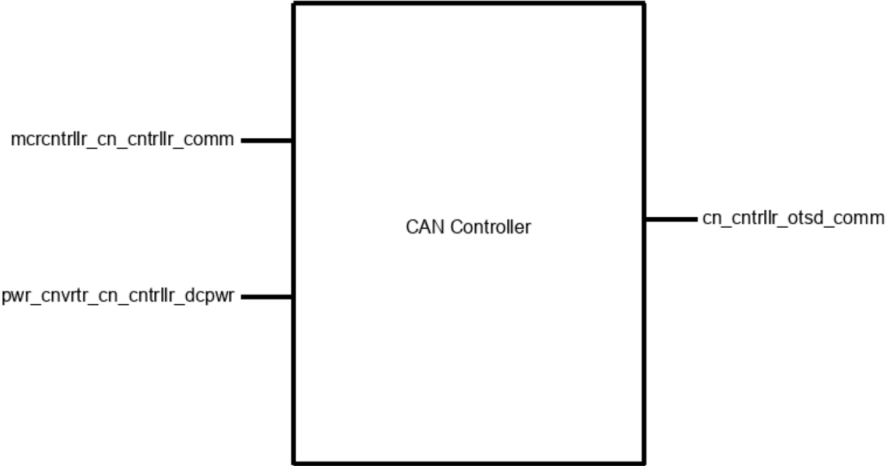 mcrcntrllr_cn_cntrllr_comm
CAN Controller
cn_cntrllr_otsd_comm
pwr_cnvrtr_cn_cntrllr_dcpwr